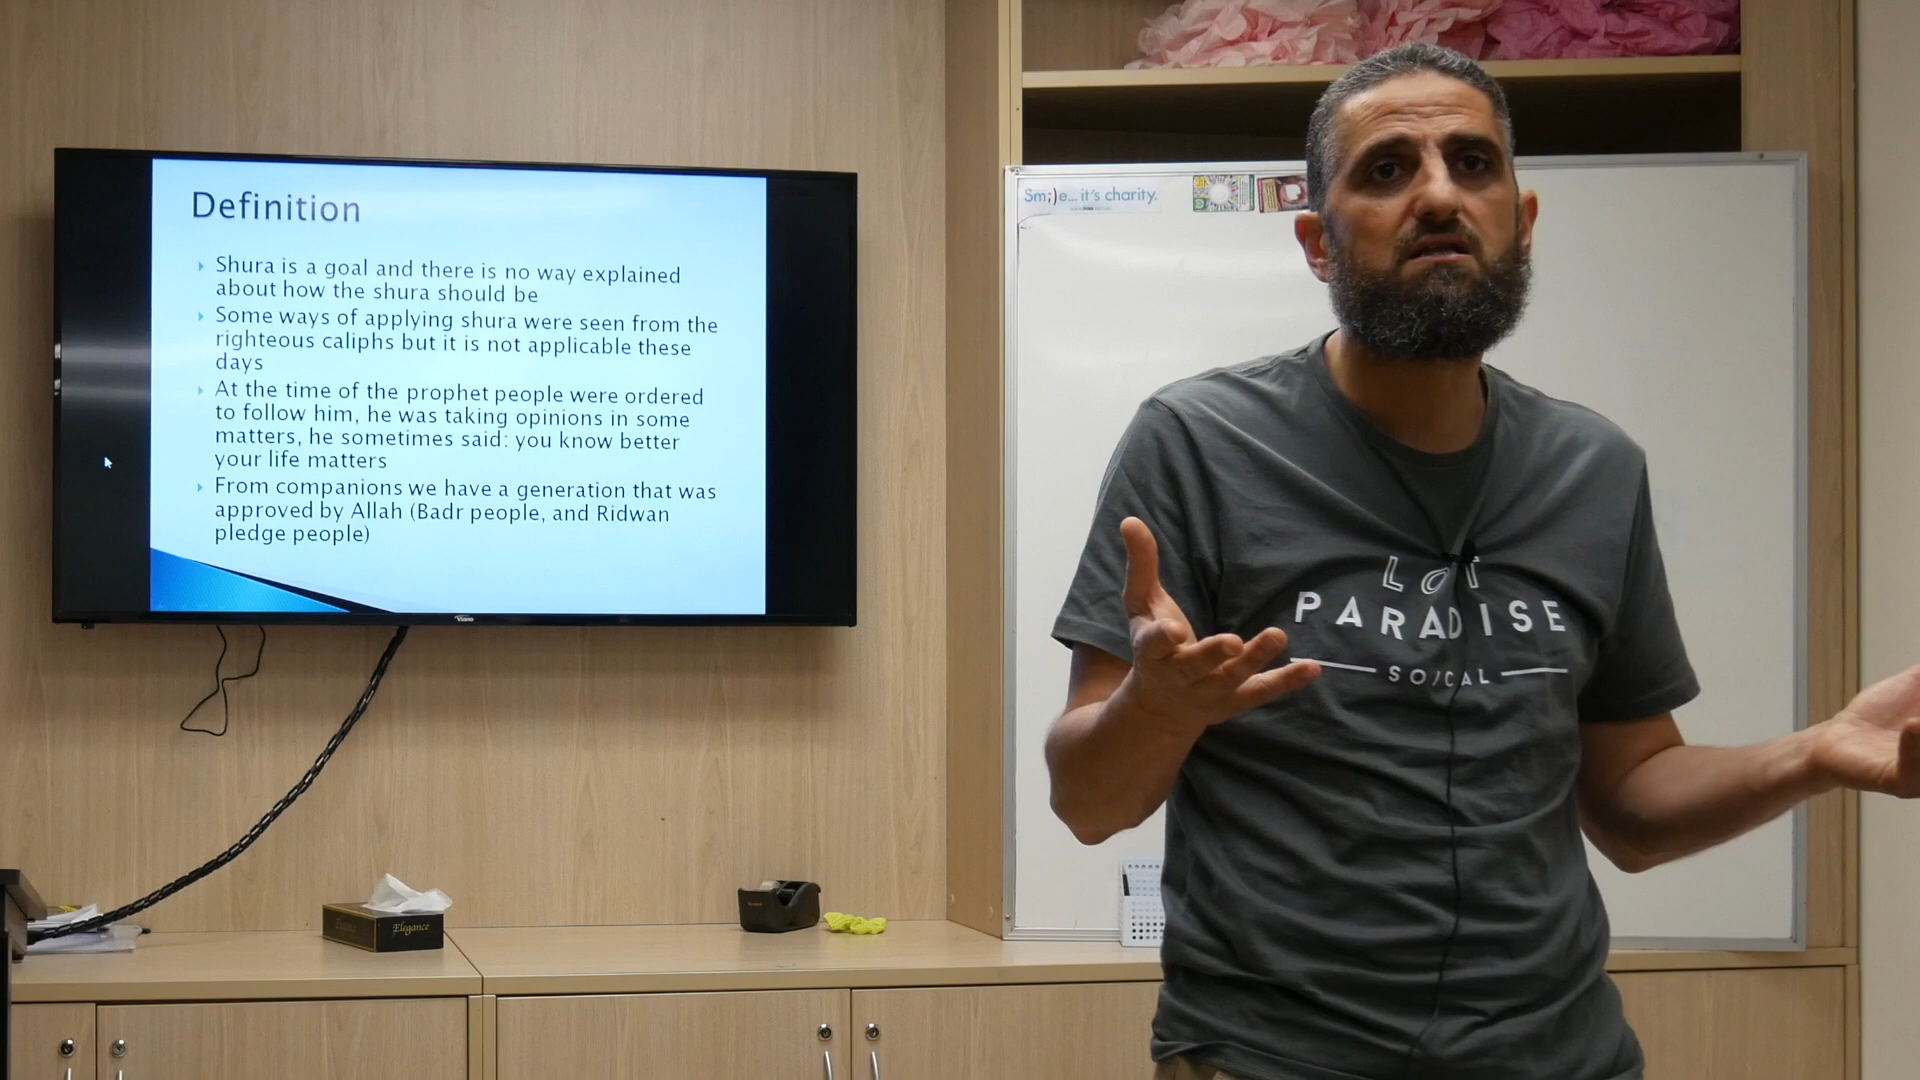 Definition
Shura is a goal and there is no way explained
about how the shura should be
Some ways of applying shura were seen from the
righteous caliphs but it is not applicable these
days
At the time of the prophet people were ordered
to follow him, he was taking opinions in some
matters, he sometimes said: you know better
your life matters
From companions we have a generation that was
approved by Allah (Badr people, and Ridwan
pledge people)
Viano
Sm;)e... it's charity.
LOT
PARADISE
SO/CAL
Elegance